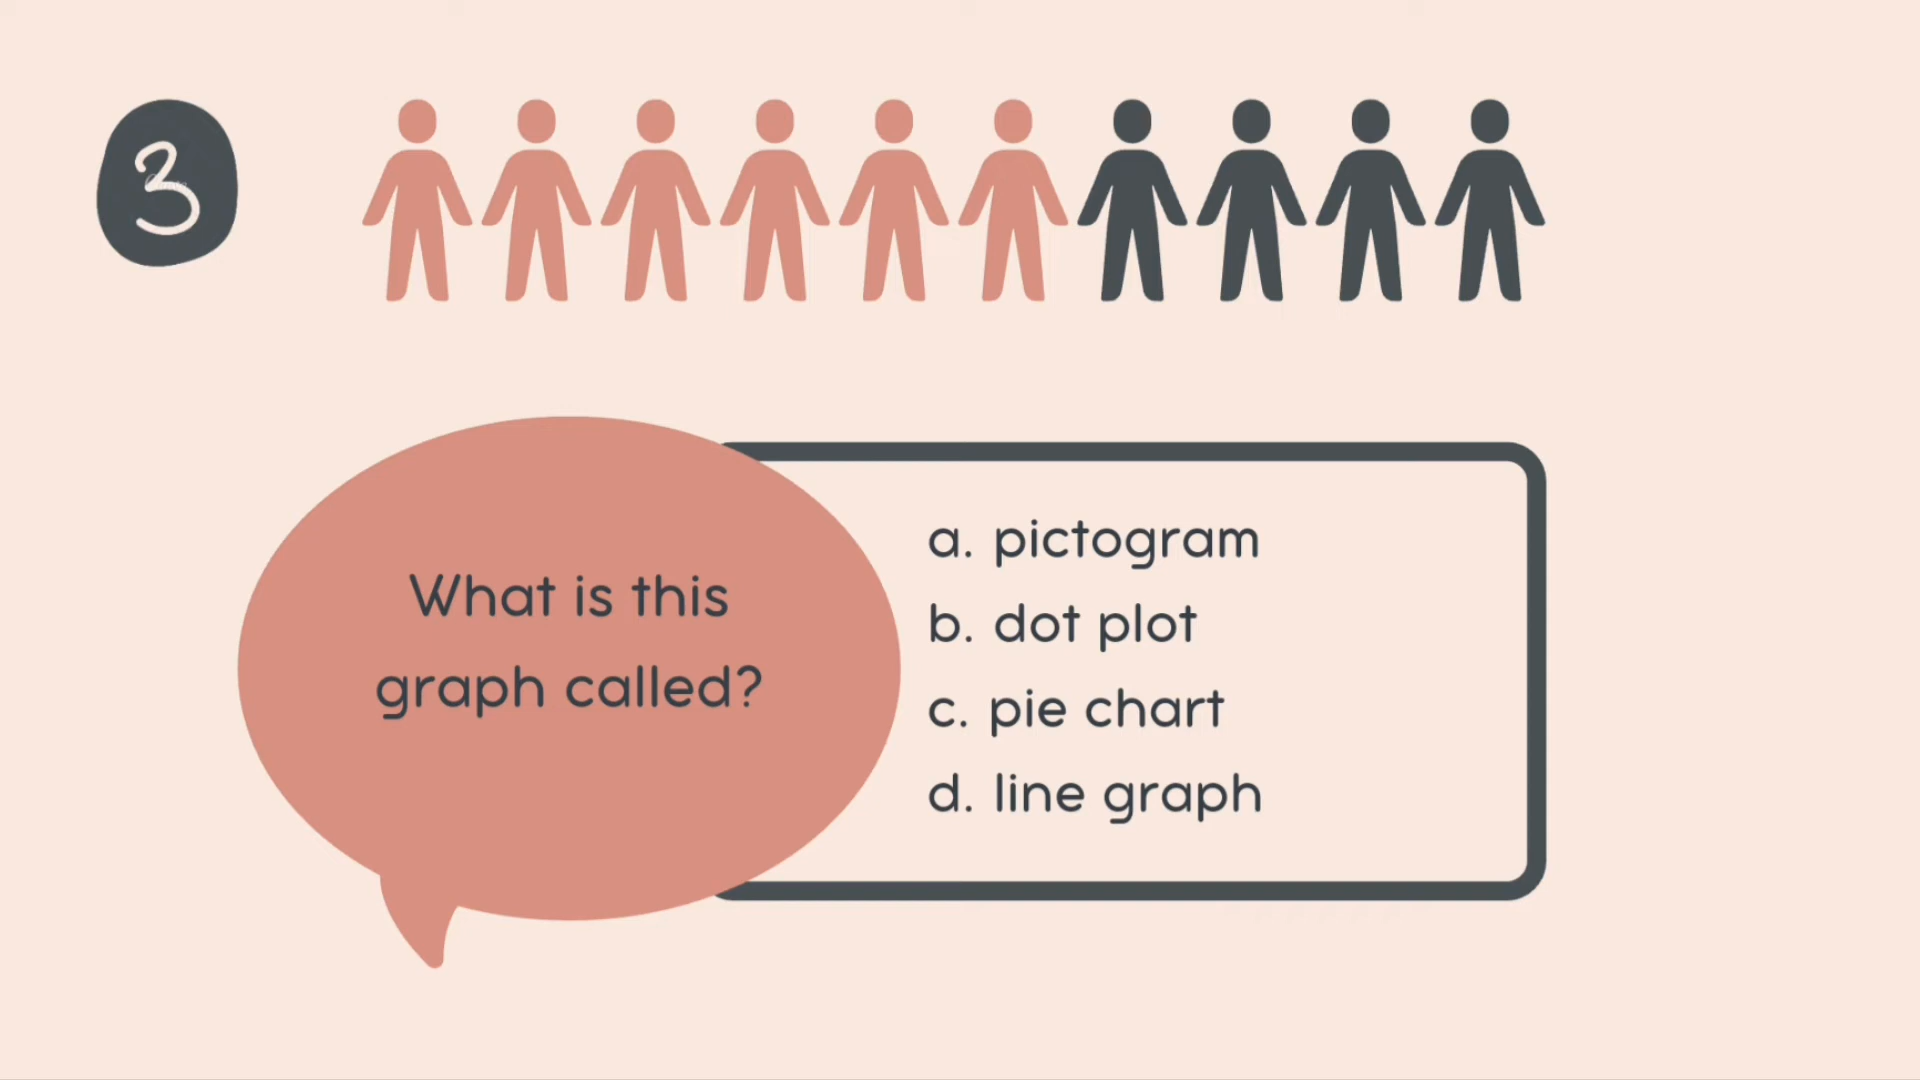 3
What is this
graph called?
a. pictogram
b. dot plot
c. pie chart
d. line graph